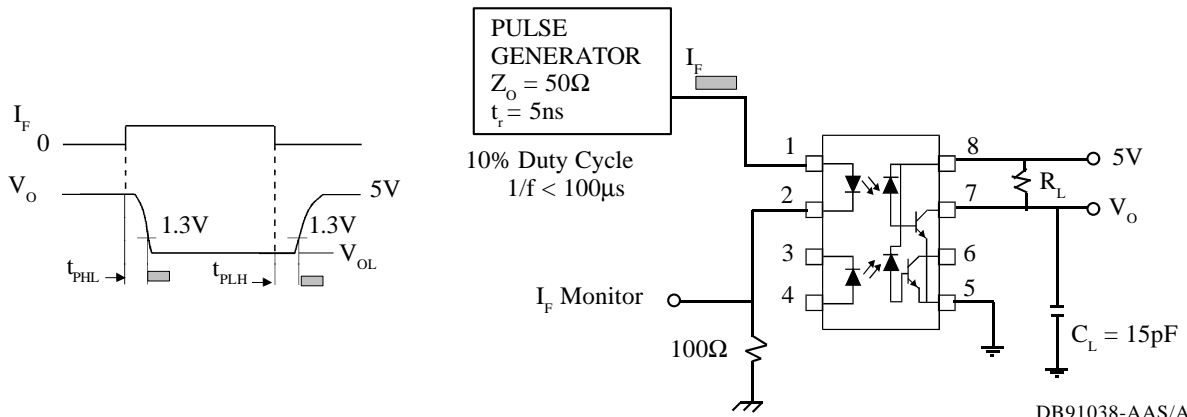 PULSE
GENERATOR
Z_O = 50Ω
t_r = 5ns
I_F
10% Duty Cycle
1/f < 100μs
I_F
0
V_O
5V
1.3V
1.3V
V_OL
t_PHL
t_PLH
1
2
3
4
8
7
6
5
5V
R_L
V_O
I_F Monitor
100Ω
C_L = 15pF
DB91038-AAS/A